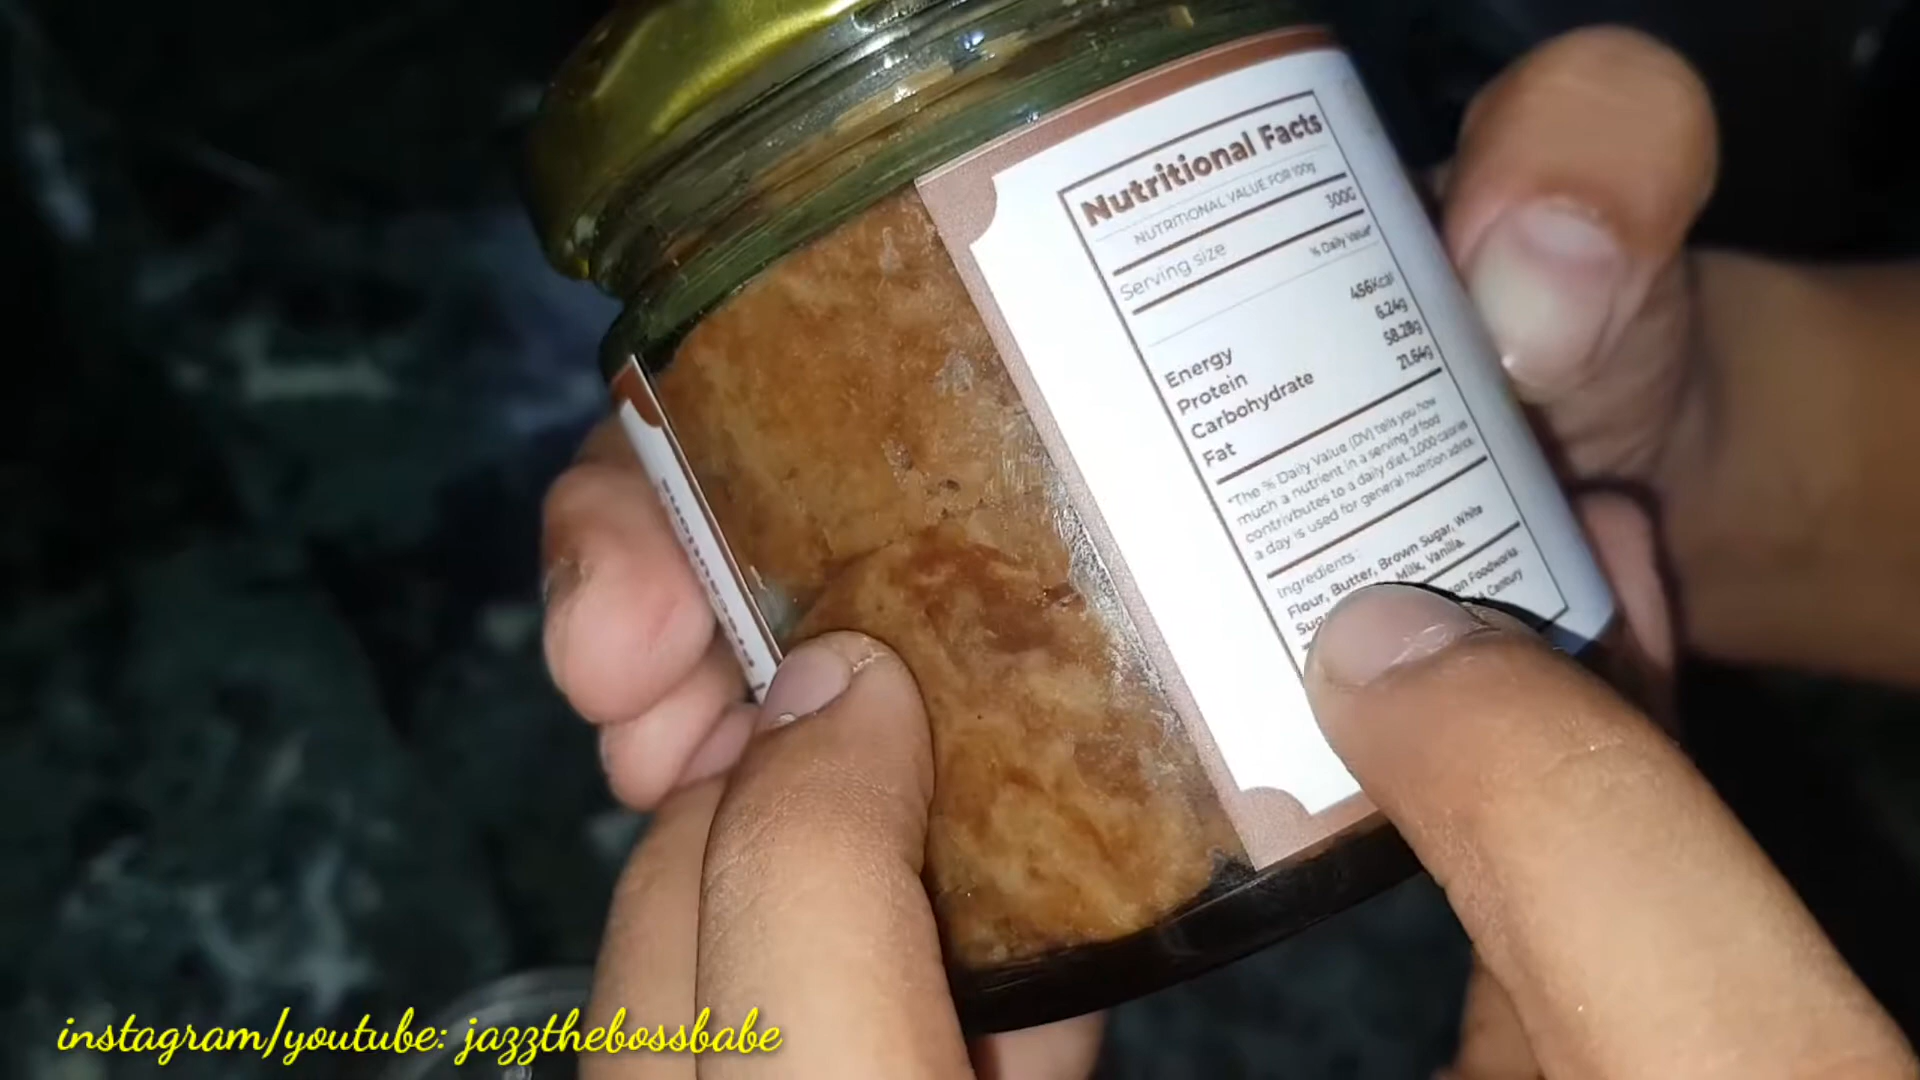 Nutritional Facts
NUTRITIONAL VALUE FOR 100g
Serving size 300G
% Daily Value*
Energy 456Kcal
Protein 6.24g
Carbohydrate 58.28g
Fat 21.64g
*The % Daily Value (DV) tells you how
much a nutrient in a serving of food
contrivbutes to a daily diet. 2,000 calories
a day is used for general nutrition advice.
Ingredients :
Flour, Butter, Brown Sugar, White
Milk, Vanilla.
Foodworks
Century
instagram/youtube: jazzthebossbabe